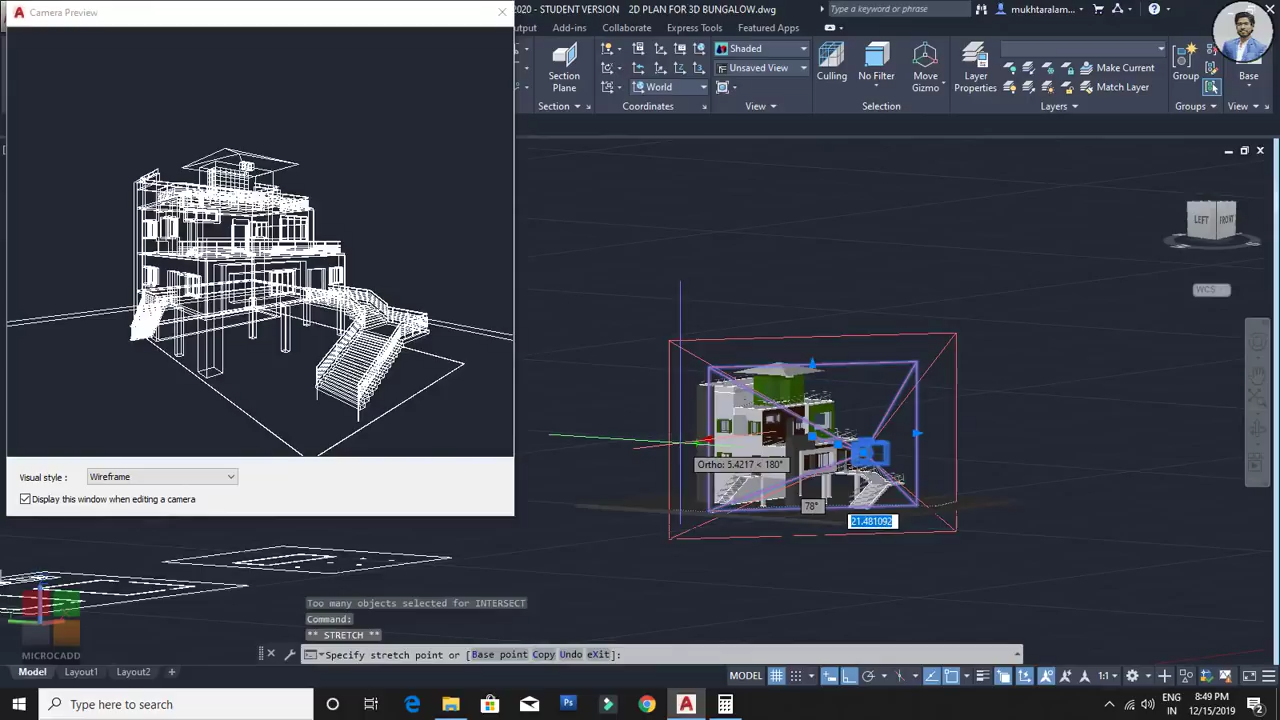 Camera Preview
2020 - STUDENT VERSION 2D PLAN FOR 3D BUNGALOW.dwg
Type a keyword or phrase
mukhtaralam...
Add-ins
Collaborate
Express Tools
Featured Apps
Section
Plane
Section
World
Coordinates
Shaded
Unsaved View
View
Culling
No Filter
Move
Gizmo
Selection
Layer
Properties
Make Current
Match Layer
Layers
Group
Groups
Base
View
LEFT
FRONT
WCS
Ortho: 5.4217 < 180°
78°
21.481092
Visual style:
Wireframe
Display this window when editing a camera
MICROCADD
Too many objects selected for INTERSECT
Command:
** STRETCH **
Specify stretch point or [Base point Copy Undo eXit]:
Model
Layout1
Layout2
MODEL
1:1
Type here to search
ENG
IN
8:49 PM
12/15/2019